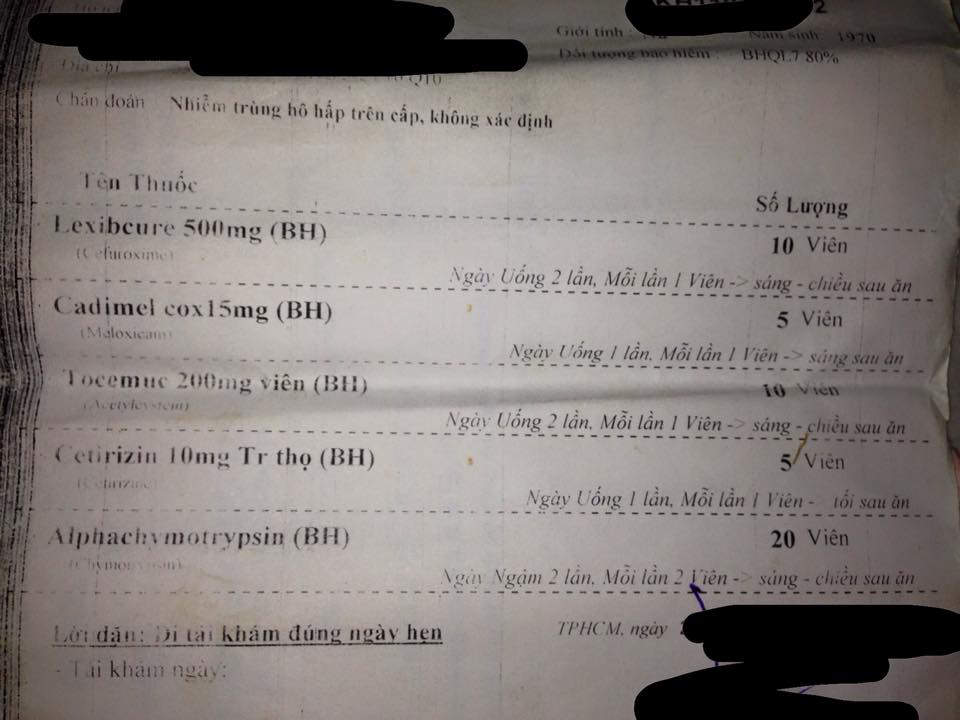 Giới tính :
Năm sinh: 1970
Địa chỉ
Đối tượng bảo hiểm : BHQL7 80%
Q10
Chẩn đoán Nhiễm trùng hô hấp trên cấp, không xác định
Tên Thuốc Số Lượng
Lexibcure 500mg (BH) 10 Viên
(Cefuroxime)
Ngày Uống 2 lần, Mỗi lần 1 Viên -> sáng - chiều sau ăn
Cadimel cox15mg (BH) 5 Viên
(Meloxicam)
Ngày Uống 1 lần, Mỗi lần 1 Viên -> sáng sau ăn
Tocemuc 200mg viên (BH) 10 Viên
(Acetylcystein)
Ngày Uống 2 lần, Mỗi lần 1 Viên -> sáng - chiều sau ăn
Cetirizin 10mg Tr thọ (BH) 5 Viên
(Cetirizine)
Ngày Uống 1 lần, Mỗi lần 1 Viên - tối sau ăn
Alphachymotrypsin (BH) 20 Viên
Ngày Ngậm 2 lần, Mỗi lần 2 Viên -> sáng - chiều sau ăn
Lời dặn: Đi tái khám đúng ngày hẹn
TPHCM, ngày
- Tái khám ngày: